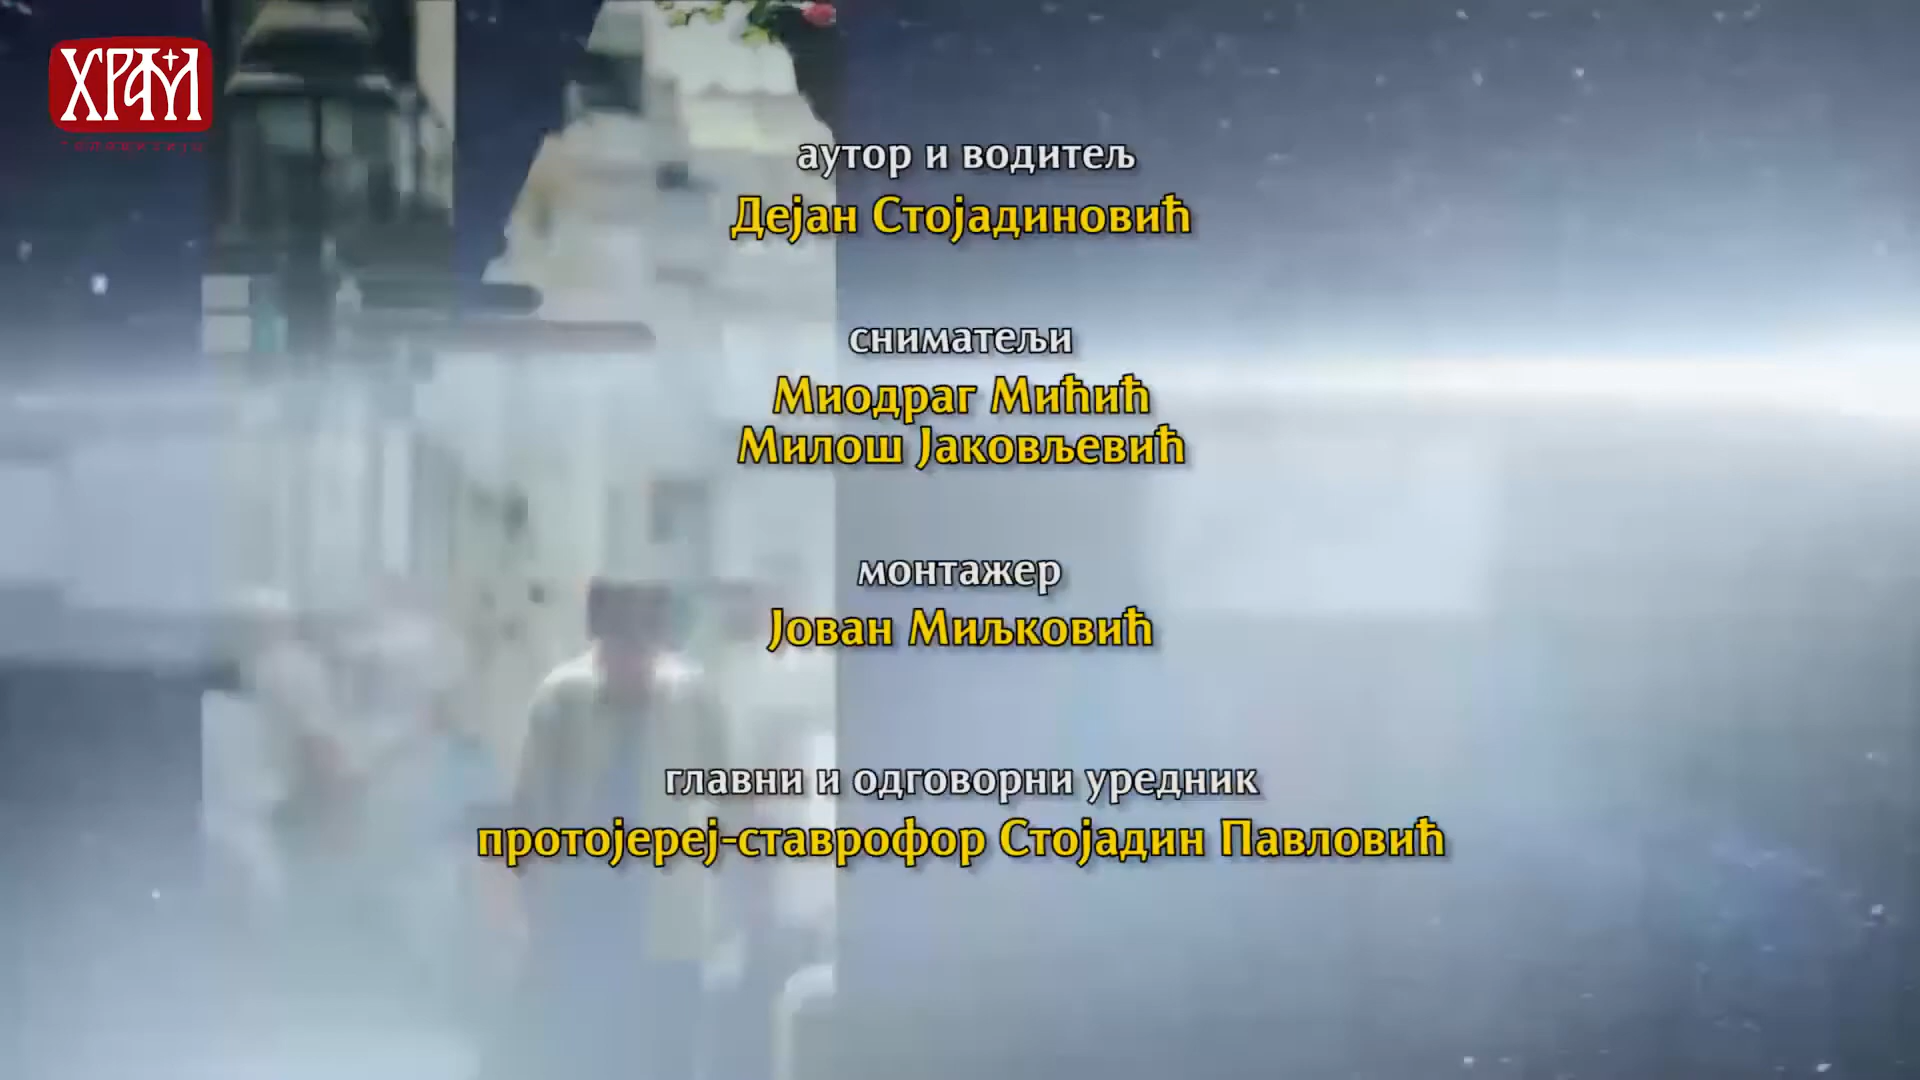 ХРАМ
телевизија
аутор и водитељ
Дејан Стојадиновић
сниматељи
Миодраг Мићић
Милош Јаковљевић
монтажер
Јован Миљковић
главни и одговорни уредник
протојереј-ставрофор Стојадин Павловић